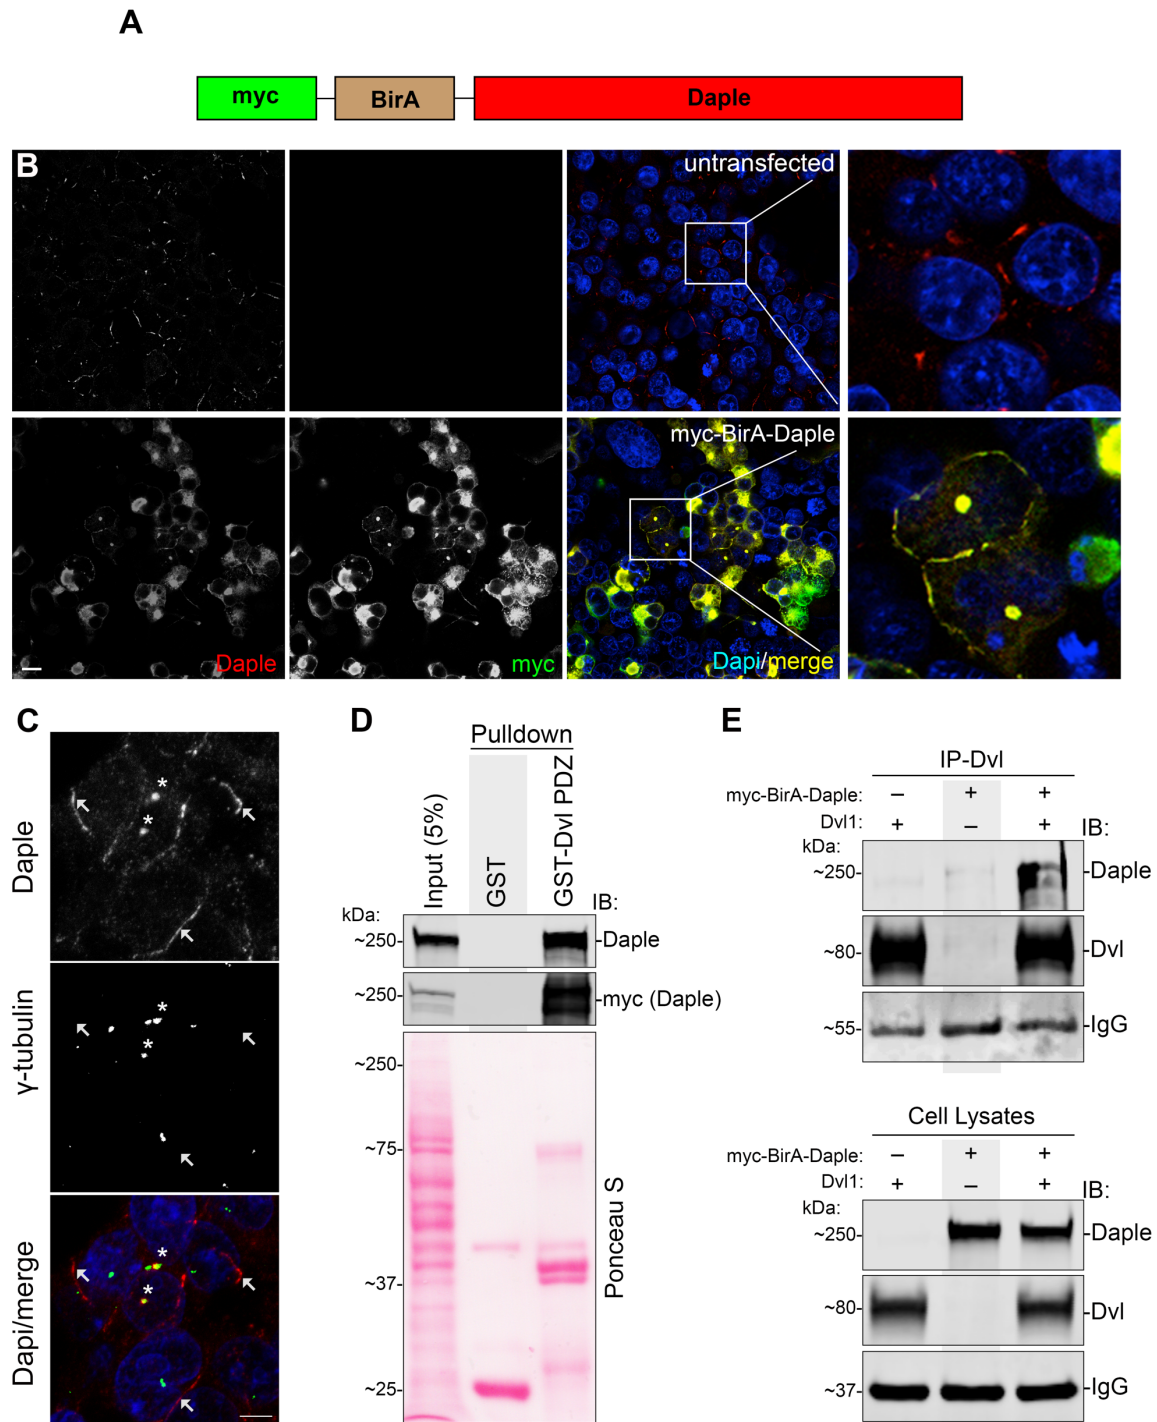 A
myc
BirA
Daple
B
untransfected
myc-BirA-Daple
Daple
myc
Dapi/merge
C
Daple
γ-tubulin
Dapi/merge
*
*
*
*
*
*
D
Pulldown
Input (5%)
GST
GST-Dvl PDZ
IB:
kDa:
~250-
-Daple
~250-
-myc (Daple)
~250-
~75-
~37-
~25-
Ponceau S
E
IP-Dvl
myc-BirA-Daple: – + +
Dvl1: + – + IB:
kDa:
~250- -Daple
~80- -Dvl
~55- -IgG
Cell Lysates
myc-BirA-Daple: – + +
Dvl1: + – + IB:
kDa:
~250- -Daple
~80- -Dvl
~37- -IgG